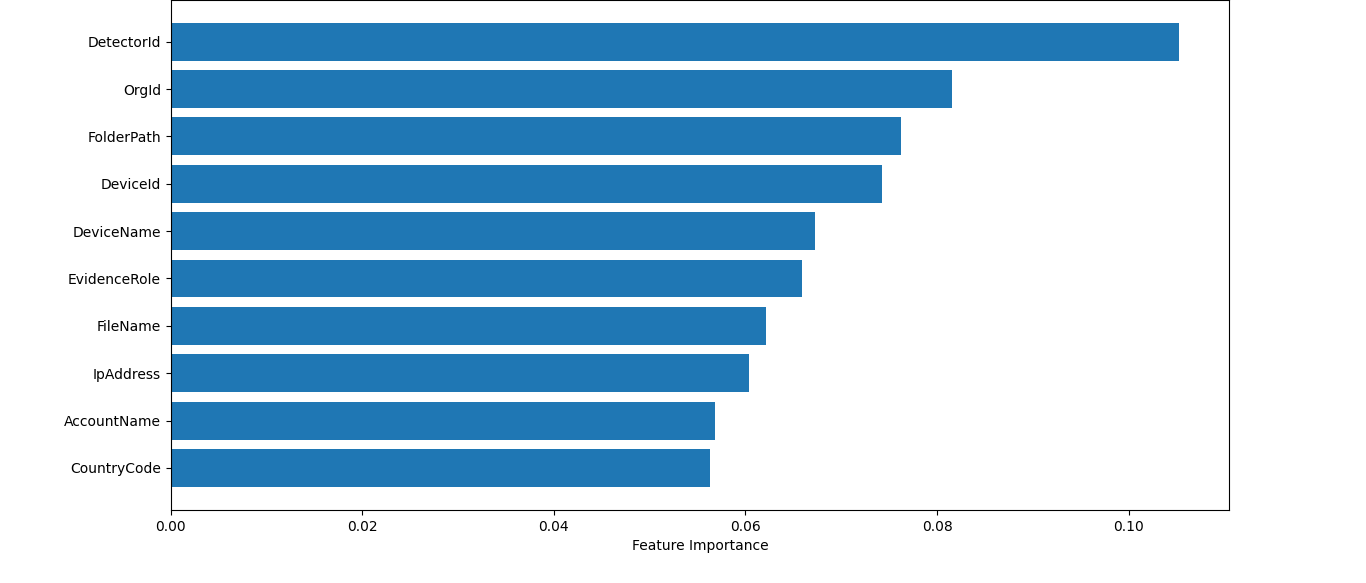 DetectorId
OrgId
FolderPath
DeviceId
DeviceName
EvidenceRole
FileName
IpAddress
AccountName
CountryCode
0.00 0.02 0.04 0.06 0.08 0.10
Feature Importance